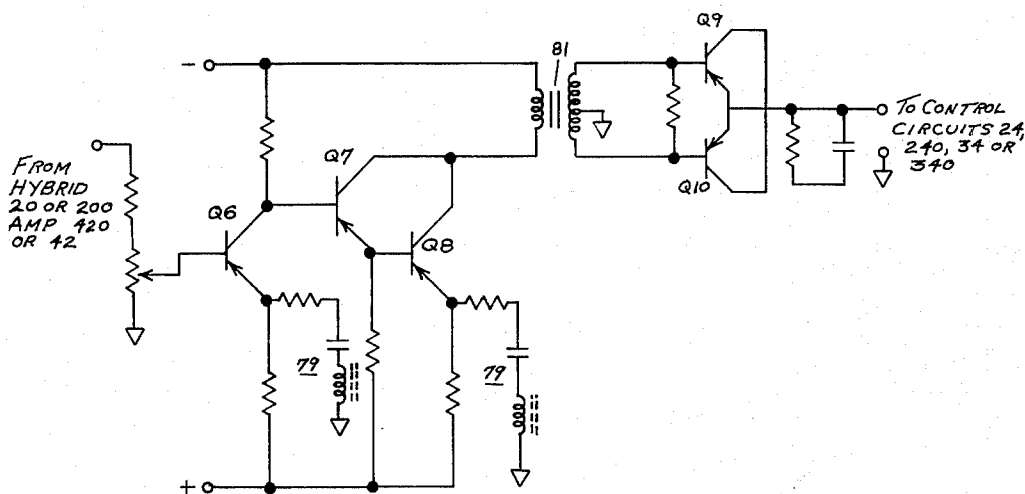 Q9
81
-
TO CONTROL
CIRCUITS 24,
240, 34 OR
340
Q7
FROM
HYBRID
20 OR 200
AMP 420
OR 42
Q6
Q8
Q10
79
79
+